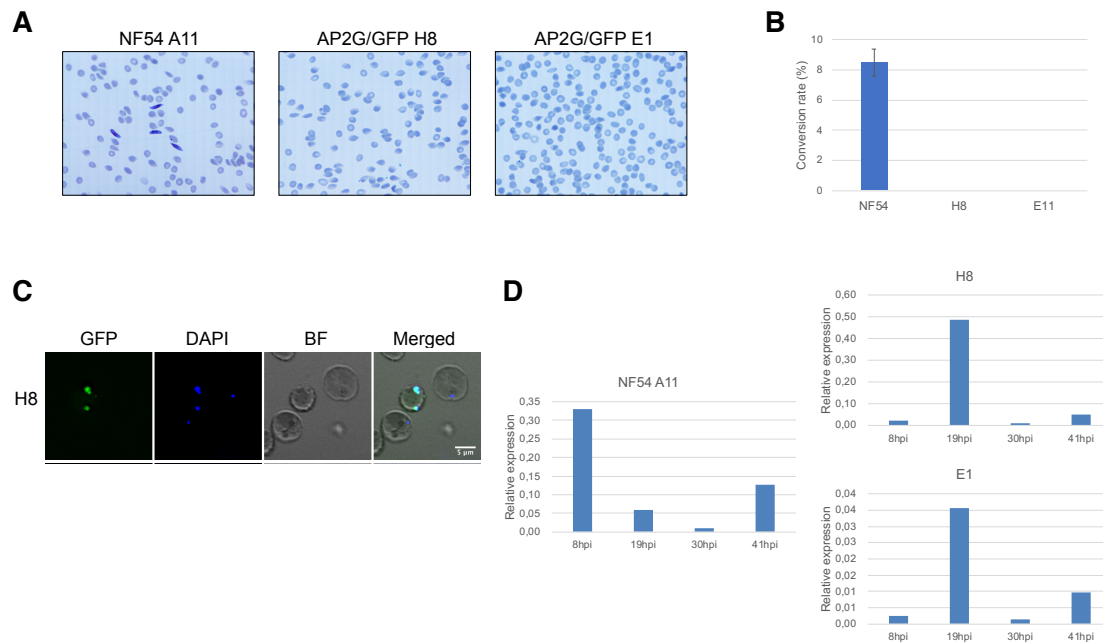 A
NF54 A11
AP2G/GFP H8
AP2G/GFP E1
B
10
8
6
4
2
0
Conversion rate (%)
NF54
H8
E11
C
GFP
DAPI
BF
Merged
H8
5 µm
D
NF54 A11
0,35
0,30
0,25
0,20
0,15
0,10
0,05
0,00
Relative expression
8hpi
19hpi
30hpi
41hpi
H8
0,60
0,50
0,40
0,30
0,20
0,10
0,00
Relative expression
8hpi
19hpi
30hpi
41hpi
E1
0,04
0,04
0,03
0,03
0,02
0,02
0,01
0,01
0,00
Relative expression
8hpi
19hpi
30hpi
41hpi